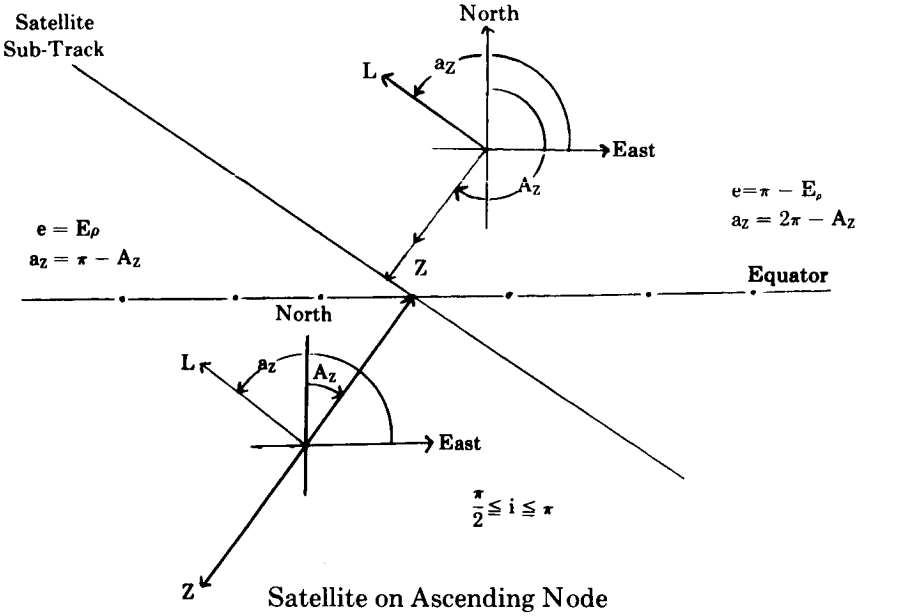 Satellite
Sub-Track
North
L
a_Z
East
A_Z
e=π − E_ρ
a_Z = 2π − A_Z
e = Eρ
a_Z = π − A_Z
Z
Equator
North
L
a_Z
A_Z
East
π/2 ≦ i ≦ π
Z
Satellite on Ascending Node